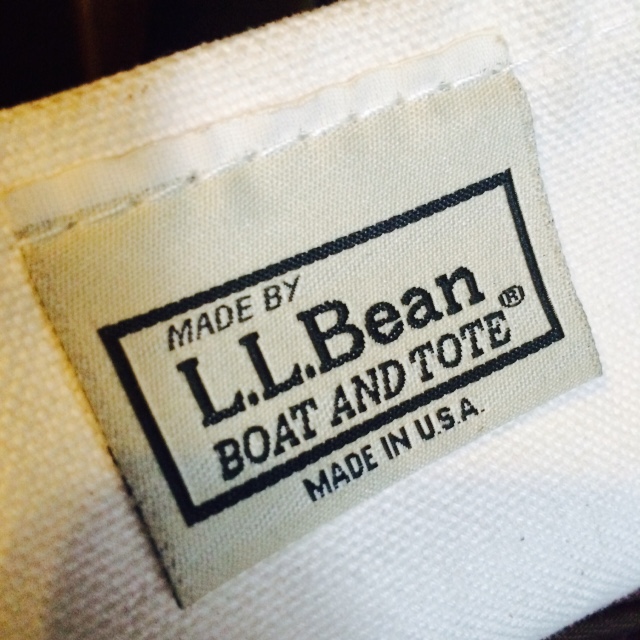 MADE BY
L.L.Bean
BOAT AND TOTE®
MADE IN U.S.A.